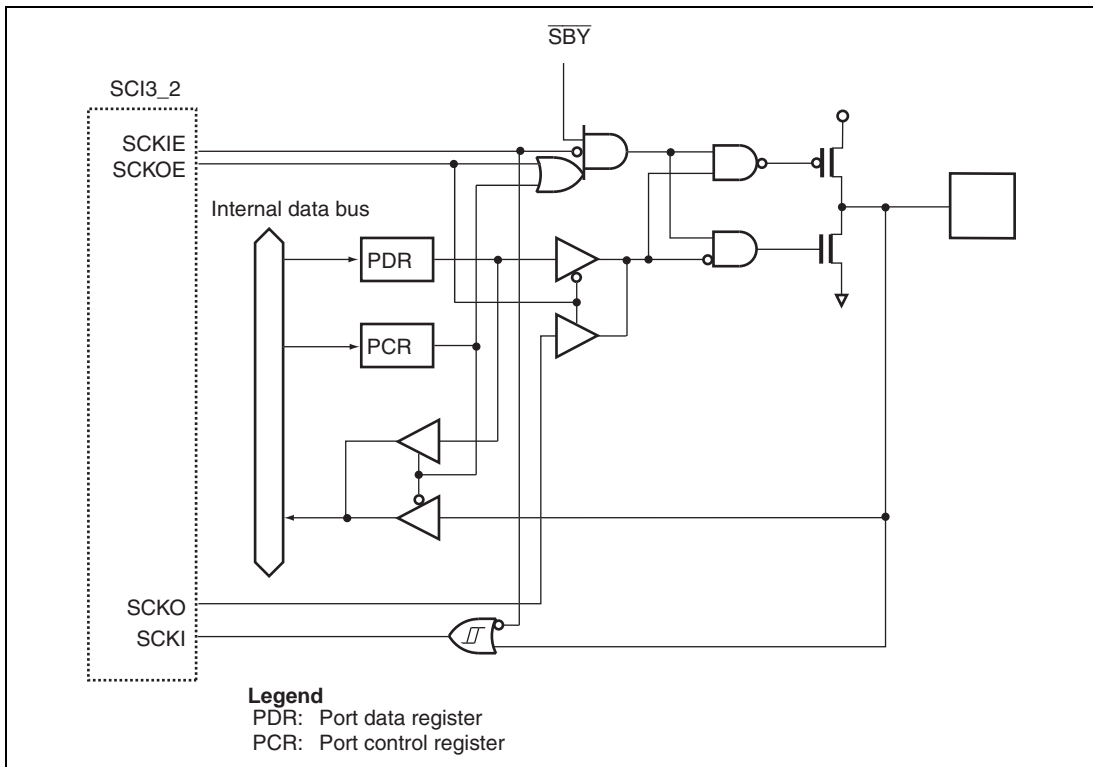 SBY
SCI3_2
SCKIE
SCKOE
Internal data bus
PDR
PCR
SCKO
SCKI
Legend
PDR: Port data register
PCR: Port control register